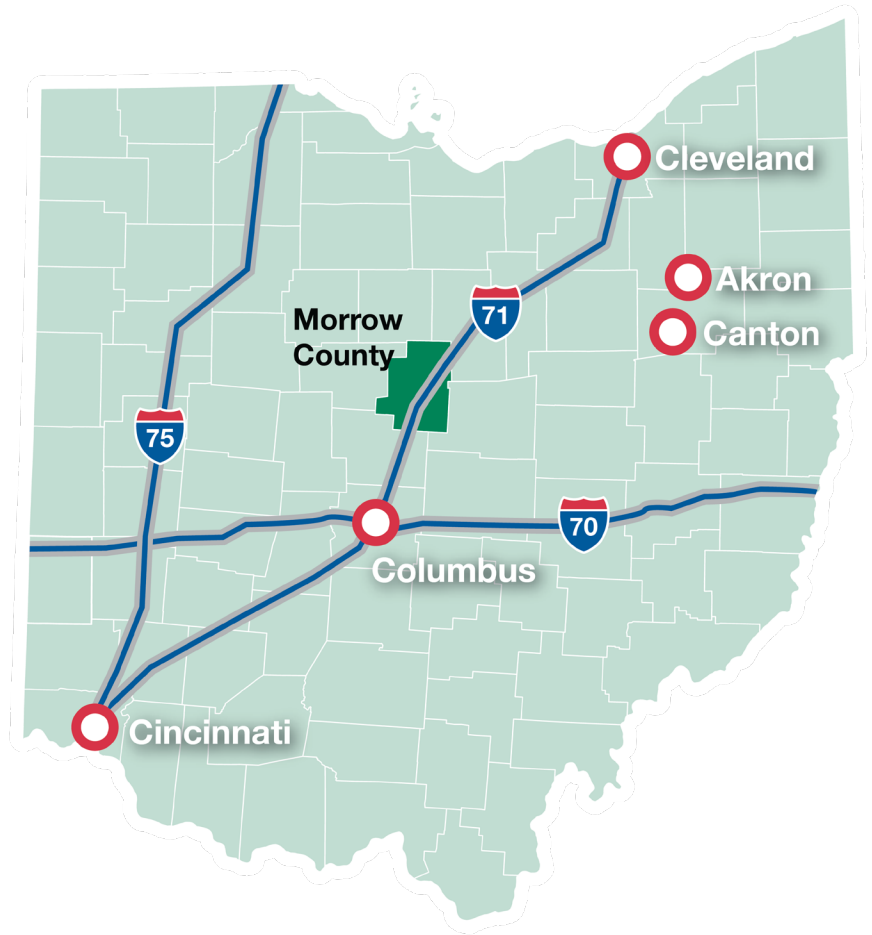 Cleveland
Akron
71
Morrow
County
Canton
75
70
Columbus
Cincinnati